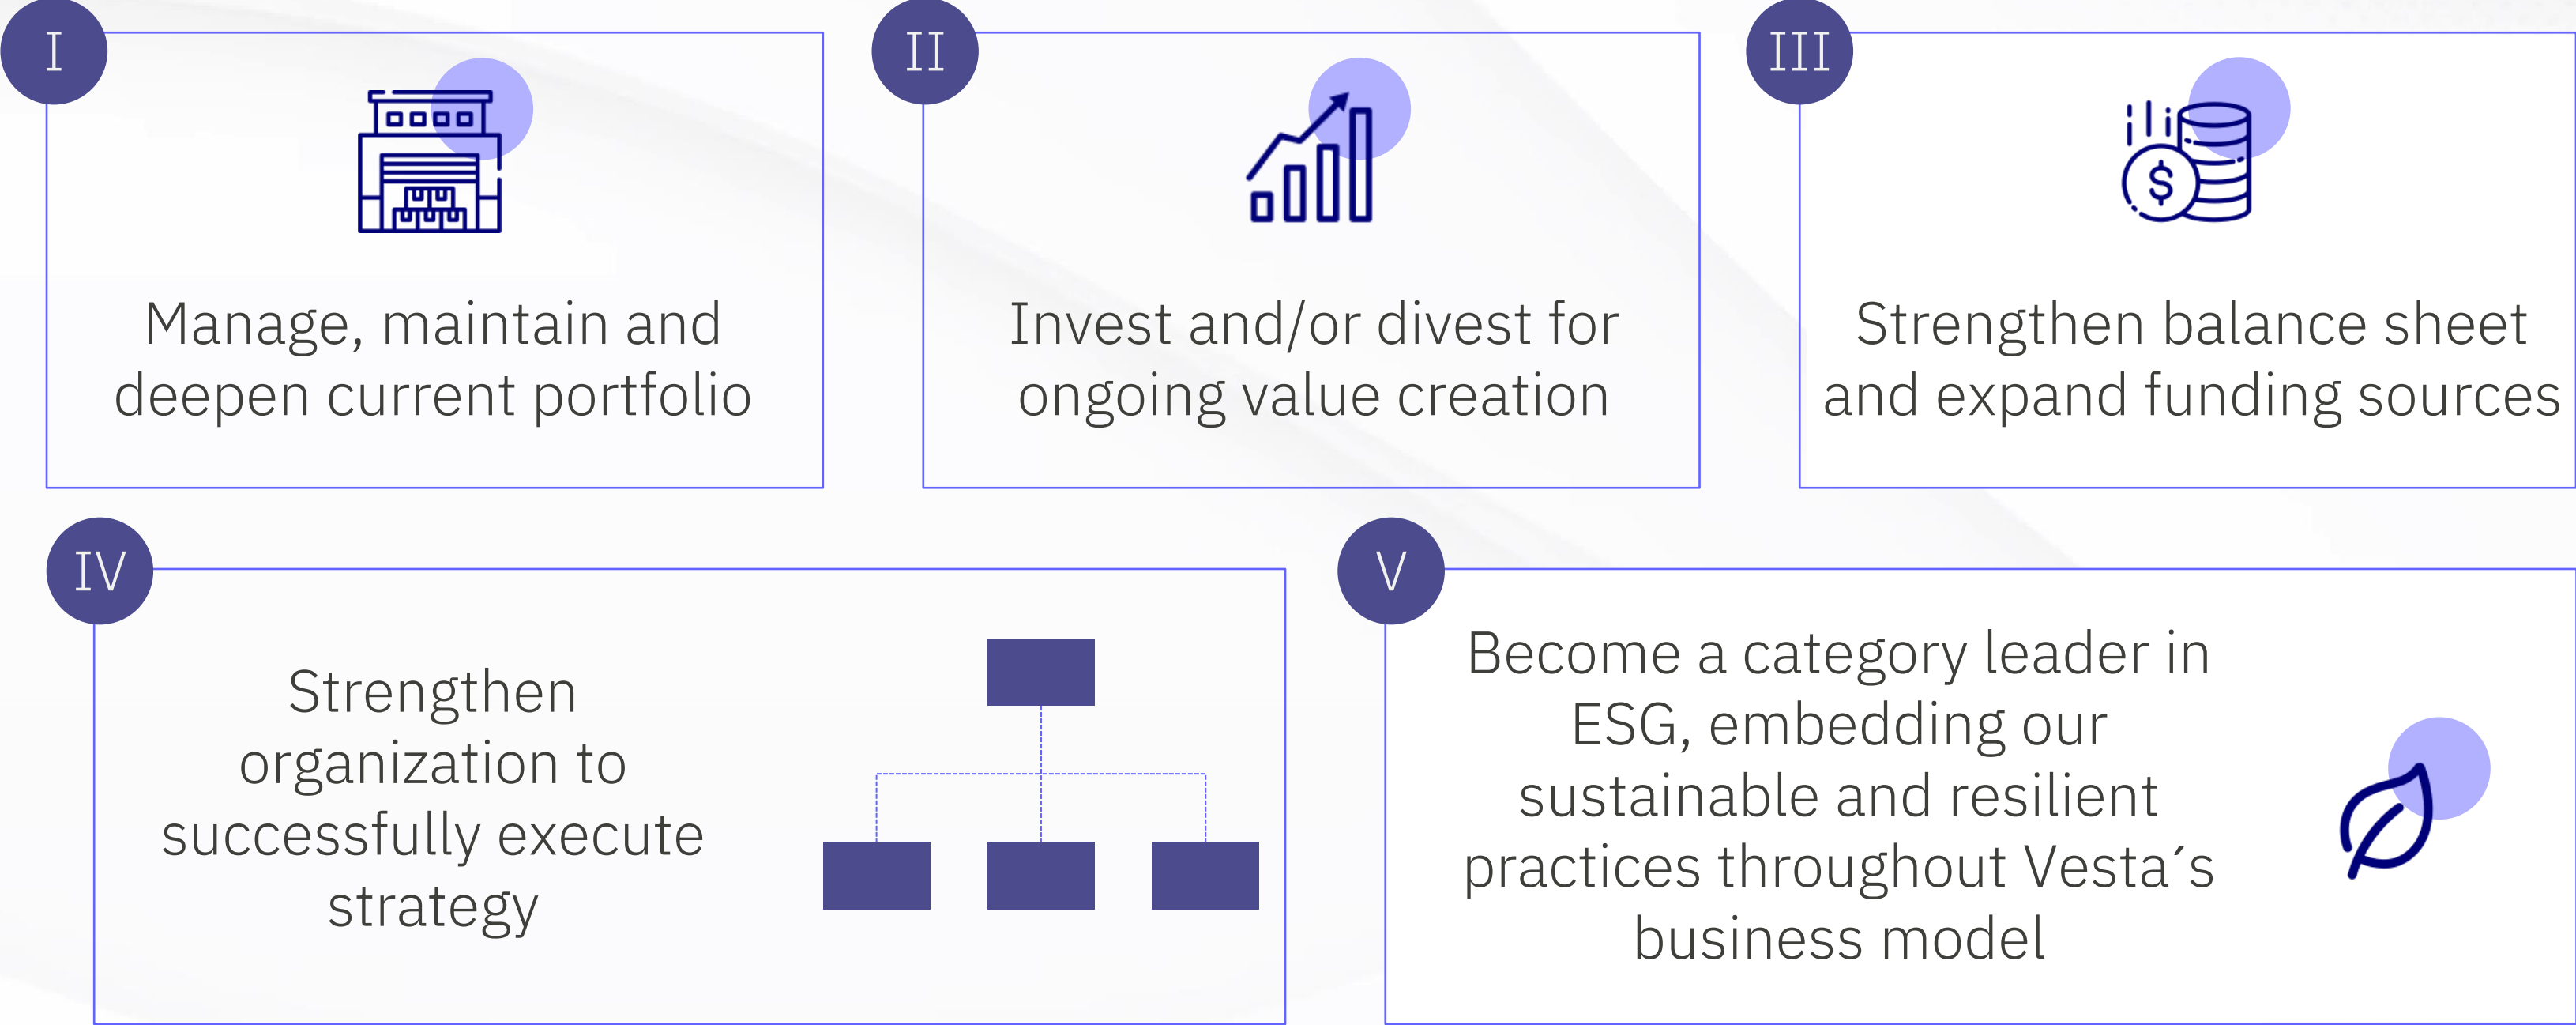 I
Manage, maintain and
deepen current portfolio
II
Invest and/or divest for
ongoing value creation
III
$
Strengthen balance sheet
and expand funding sources
IV
Strengthen
organization to
successfully execute
strategy
V
Become a category leader in
ESG, embedding our
sustainable and resilient
practices throughout Vesta´s
business model